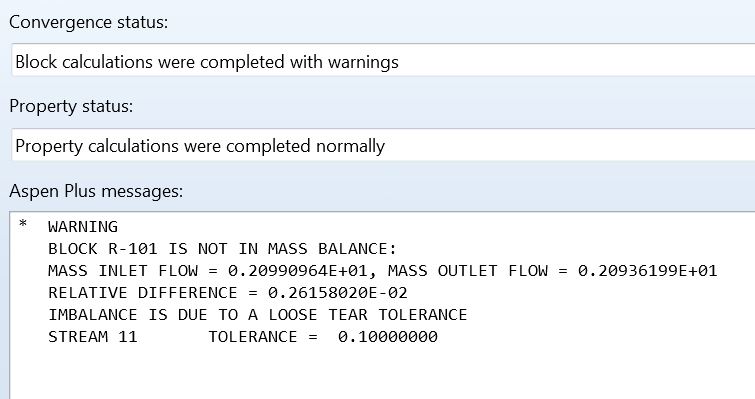 Convergence status:
Block calculations were completed with warnings
Property status:
Property calculations were completed normally
Aspen Plus messages:
* WARNING
BLOCK R-101 IS NOT IN MASS BALANCE:
MASS INLET FLOW = 0.20990964E+01, MASS OUTLET FLOW = 0.20936199E+01
RELATIVE DIFFERENCE = 0.26158020E-02
IMBALANCE IS DUE TO A LOOSE TEAR TOLERANCE
STREAM 11 TOLERANCE = 0.10000000